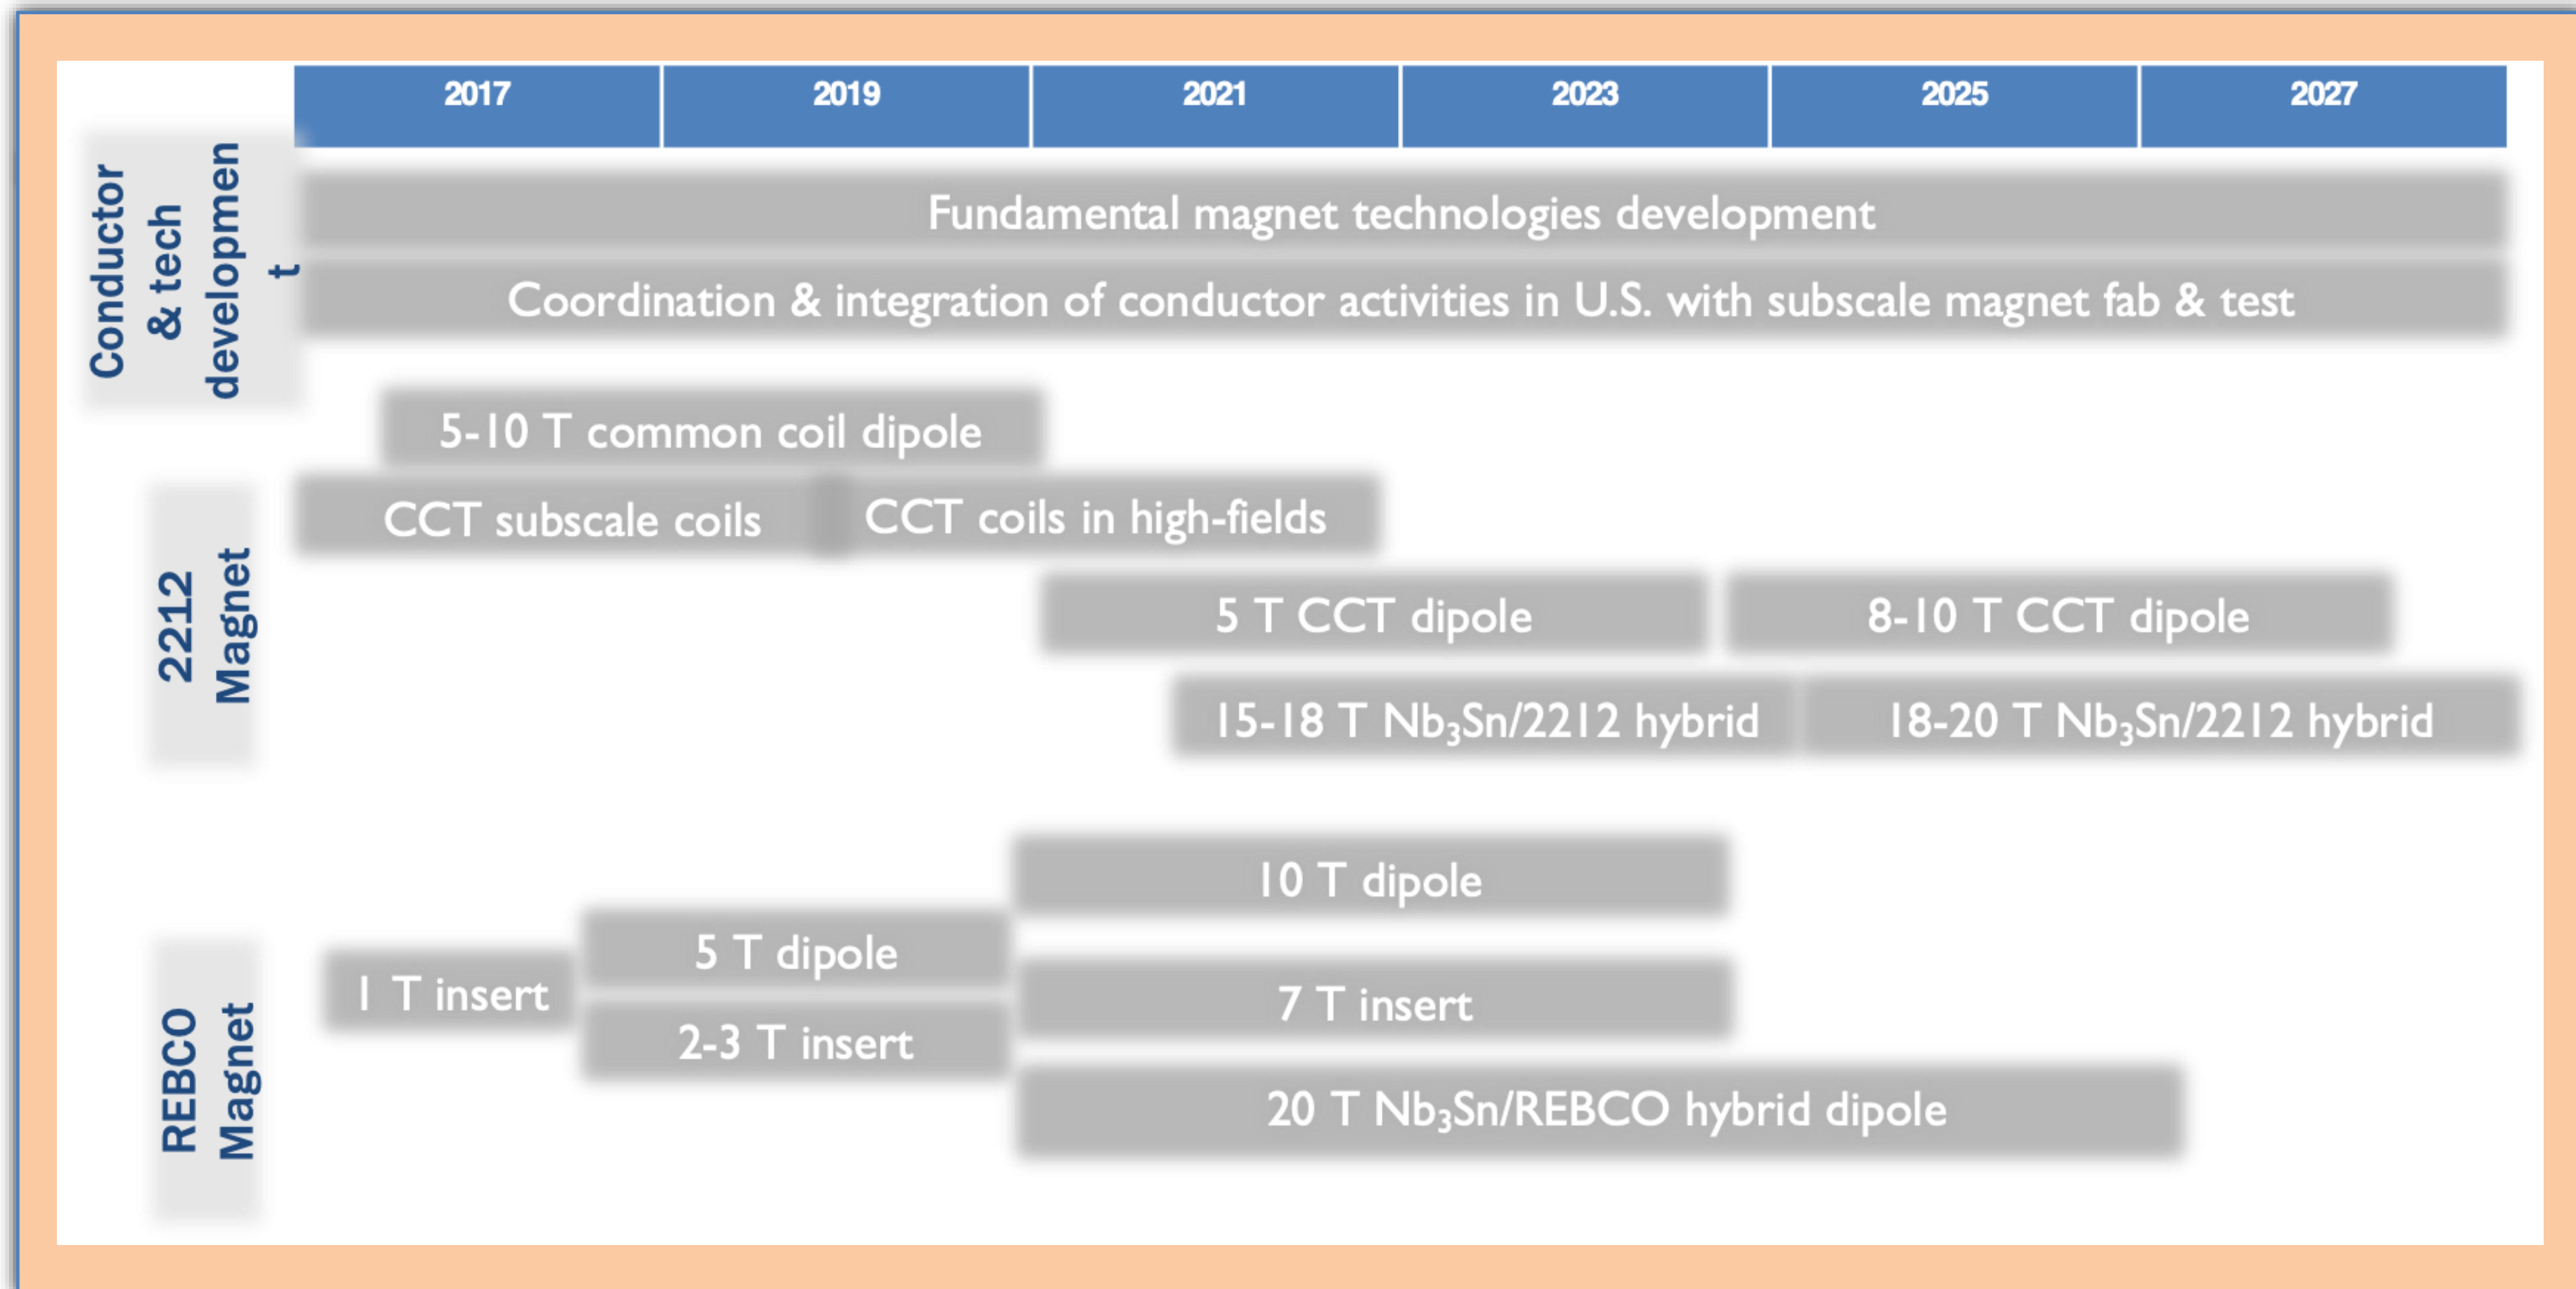 2017 2019 2021 2023 2025 2027
Conductor
& tech
developmen
t
Fundamental magnet technologies development
Coordination & integration of conductor activities in U.S. with subscale magnet fab & test
2212
Magnet
5-10 T common coil dipole
CCT subscale coils CCT coils in high-fields
5 T CCT dipole 8-10 T CCT dipole
15-18 T Nb₃Sn/2212 hybrid 18-20 T Nb₃Sn/2212 hybrid
REBCO
Magnet
10 T dipole
5 T dipole
1 T insert
7 T insert
2-3 T insert
20 T Nb₃Sn/REBCO hybrid dipole